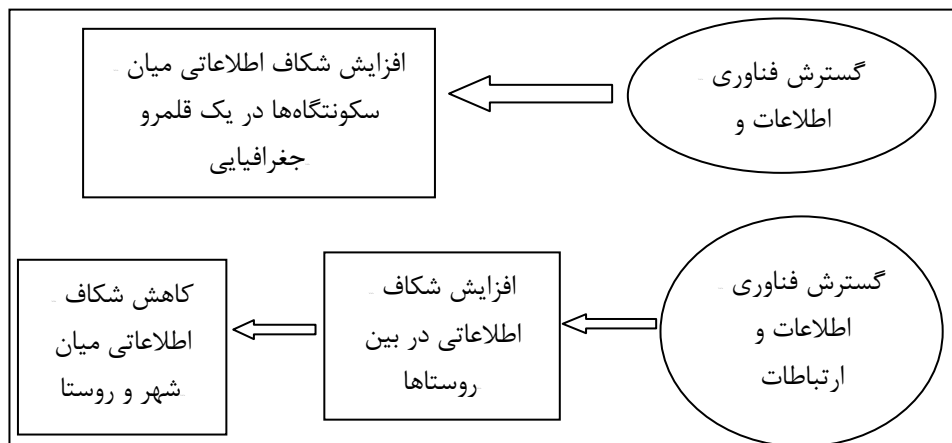 گسترش فناوری
اطلاعات و
افزایش شکاف اطلاعاتی میان
سکونتگاه‌ها در یک قلمرو
جغرافیایی
گسترش فناوری
اطلاعات و
ارتباطات
افزایش شکاف
اطلاعاتی در بین
روستاها
کاهش شکاف
اطلاعاتی میان
شهر و روستا